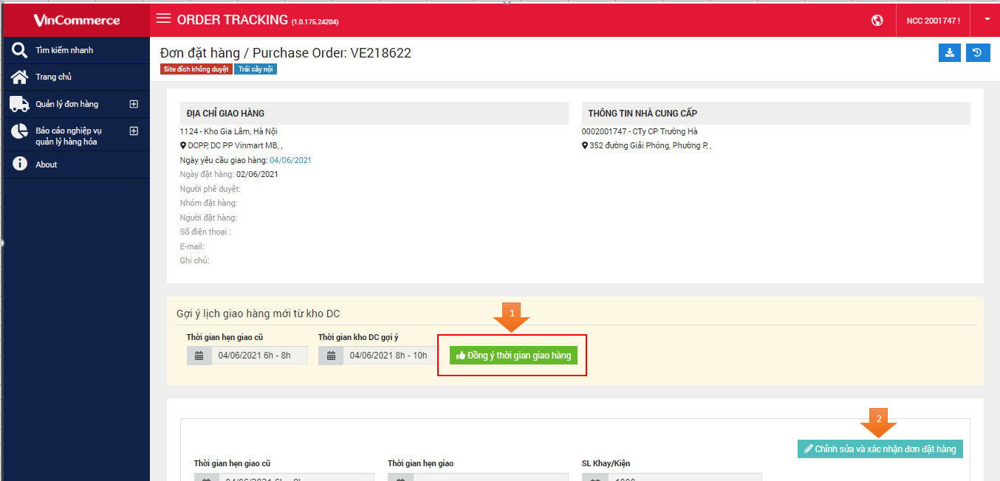 VinCommerce
ORDER TRACKING (1.0.175.24204)
NCC 2001747 !
Tìm kiếm nhanh
Trang chủ
Quản lý đơn hàng
Báo cáo nghiệp vụ
quản lý hàng hóa
About
Đơn đặt hàng / Purchase Order: VE218622
Site đích không duyệt Trái cây nội
ĐỊA CHỈ GIAO HÀNG
1124 - Kho Gia Lâm, Hà Nội
DCPP, DC PP Vinmart MB, ,
Ngày yêu cầu giao hàng: 04/06/2021
Ngày đặt hàng: 02/06/2021
Người phê duyệt:
Nhóm đặt hàng:
Người đặt hàng:
Số điện thoại :
E-mail:
Ghi chú:
THÔNG TIN NHÀ CUNG CẤP
0002001747 - CTy CP Trường Hà
352 đường Giải Phóng, Phường P, ,
Gợi ý lịch giao hàng mới từ kho DC
1
Thời gian hẹn giao cũ
04/06/2021 6h - 8h
Thời gian kho DC gợi ý
04/06/2021 8h - 10h
Đồng ý thời gian giao hàng
2
Chỉnh sửa và xác nhận đơn đặt hàng
Thời gian hẹn giao cũ
04/06/2021 6h - 8h
Thời gian hẹn giao
SL Khay/Kiện
1000